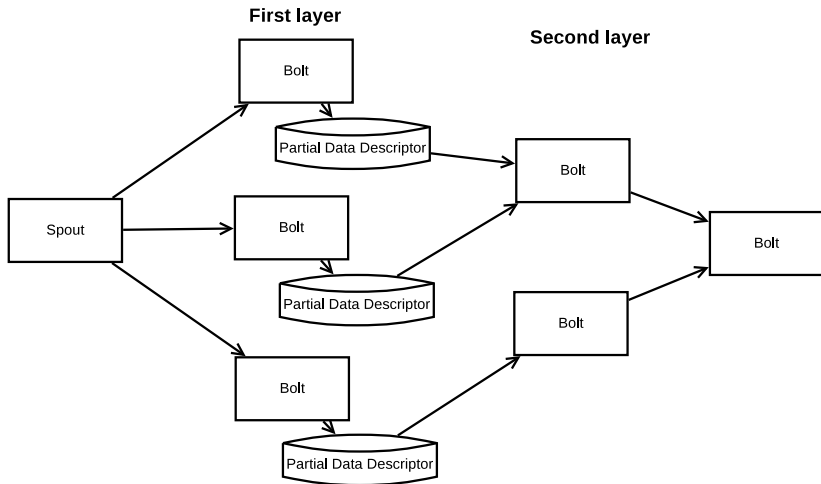 First layer
Second layer
Bolt
Partial Data Descriptor
Bolt
Spout
Bolt
Bolt
Partial Data Descriptor
Bolt
Bolt
Partial Data Descriptor